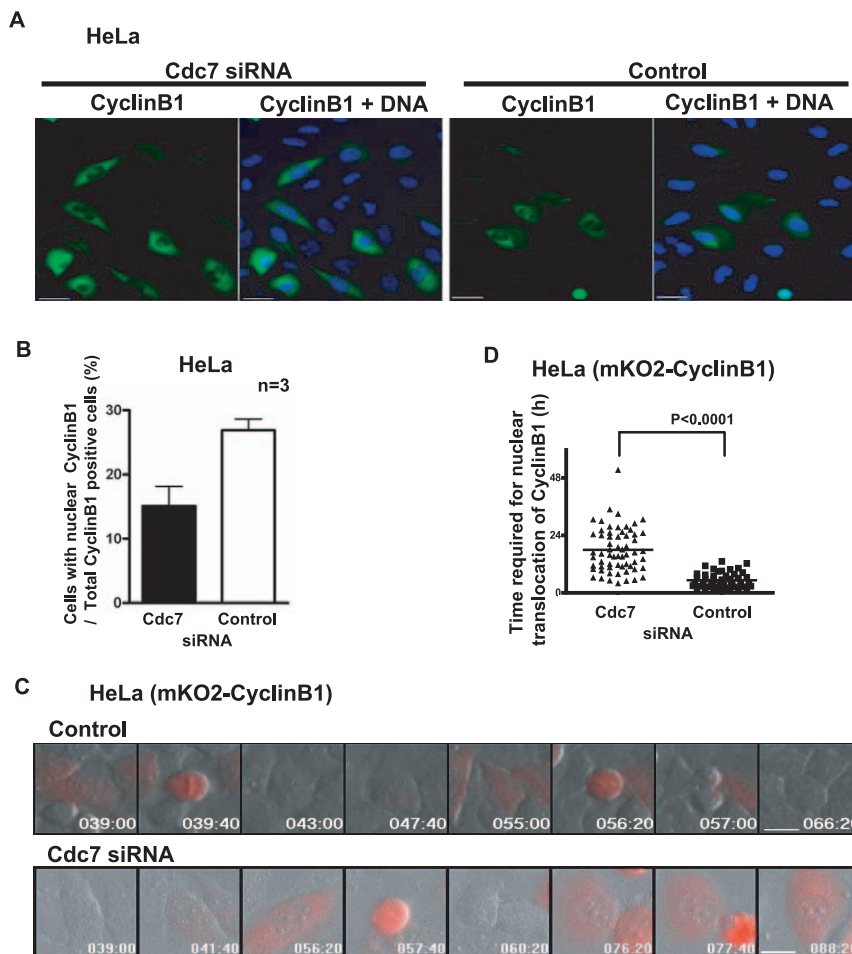 A
HeLa
Cdc7 siRNA
Control
CyclinB1
CyclinB1 + DNA
CyclinB1
CyclinB1 + DNA
B
HeLa
n=3
Cells with nuclear CyclinB1
/ Total CyclinB1 positive cells (%)
30
20
10
0
Cdc7
Control
siRNA
D
HeLa (mKO2-CyclinB1)
P<0.0001
Time required for nuclear
translocation of CyclinB1 (h)
48
24
0
Cdc7
Control
siRNA
C
HeLa (mKO2-CyclinB1)
Control
039:00
039:40
043:00
047:40
055:00
056:20
057:00
066:20
Cdc7 siRNA
039:00
041:40
056:20
057:40
060:20
076:20
077:40
088:20